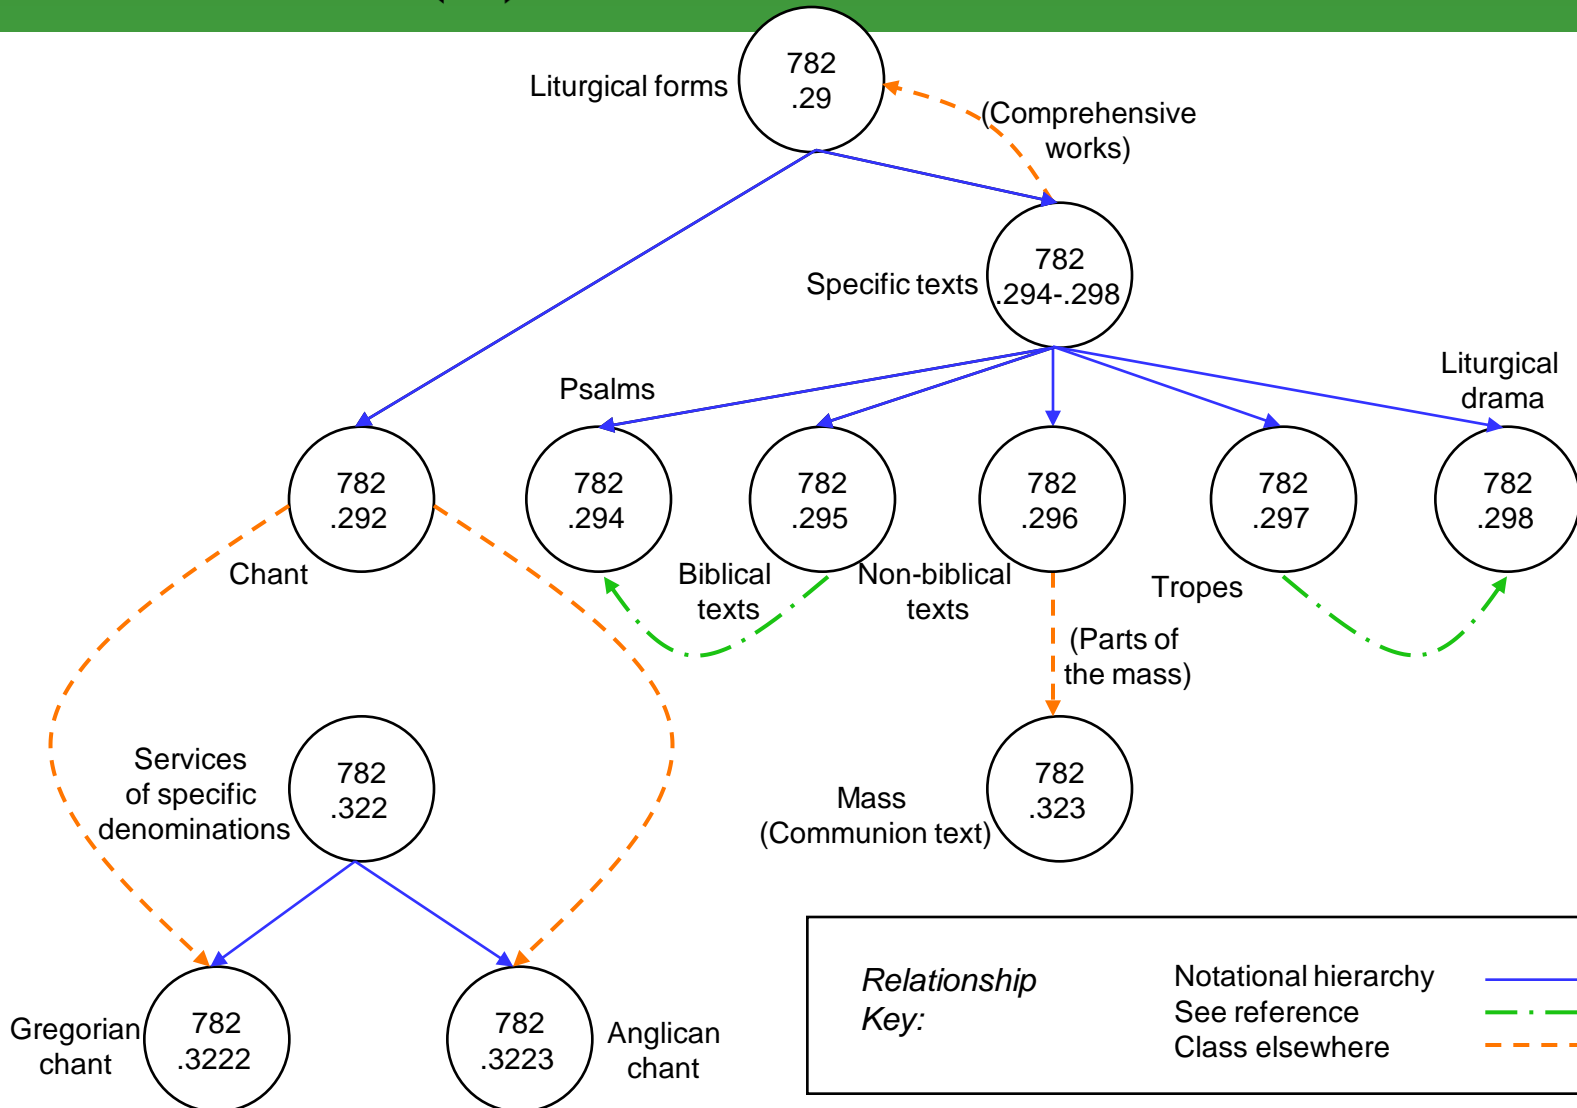 782
.29
Liturgical forms
(Comprehensive
works)
782
.294-.298
Specific texts
Psalms
Liturgical
drama
782
.292
782
.294
782
.295
782
.296
782
.297
782
.298
Chant
Biblical
texts
Non-biblical
texts
Tropes
(Parts of
the mass)
Services
of specific
denominations
782
.322
Mass
(Communion text)
782
.323
Gregorian
chant
782
.3222
782
.3223
Anglican
chant
Relationship
Key:
Notational hierarchy
See reference
Class elsewhere